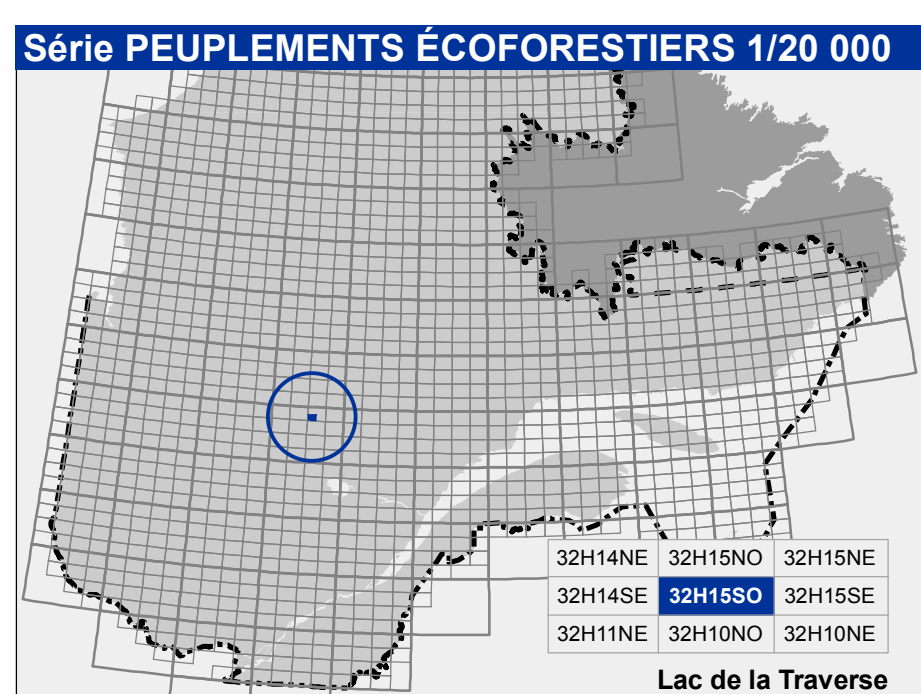 Série PEUPLEMENTS ÉCOFORESTIERS 1/20 000
32H14NE 32H15NO 32H15NE
32H14SE 32H15SO 32H15SE
32H11NE 32H10NO 32H10NE
Lac de la Traverse